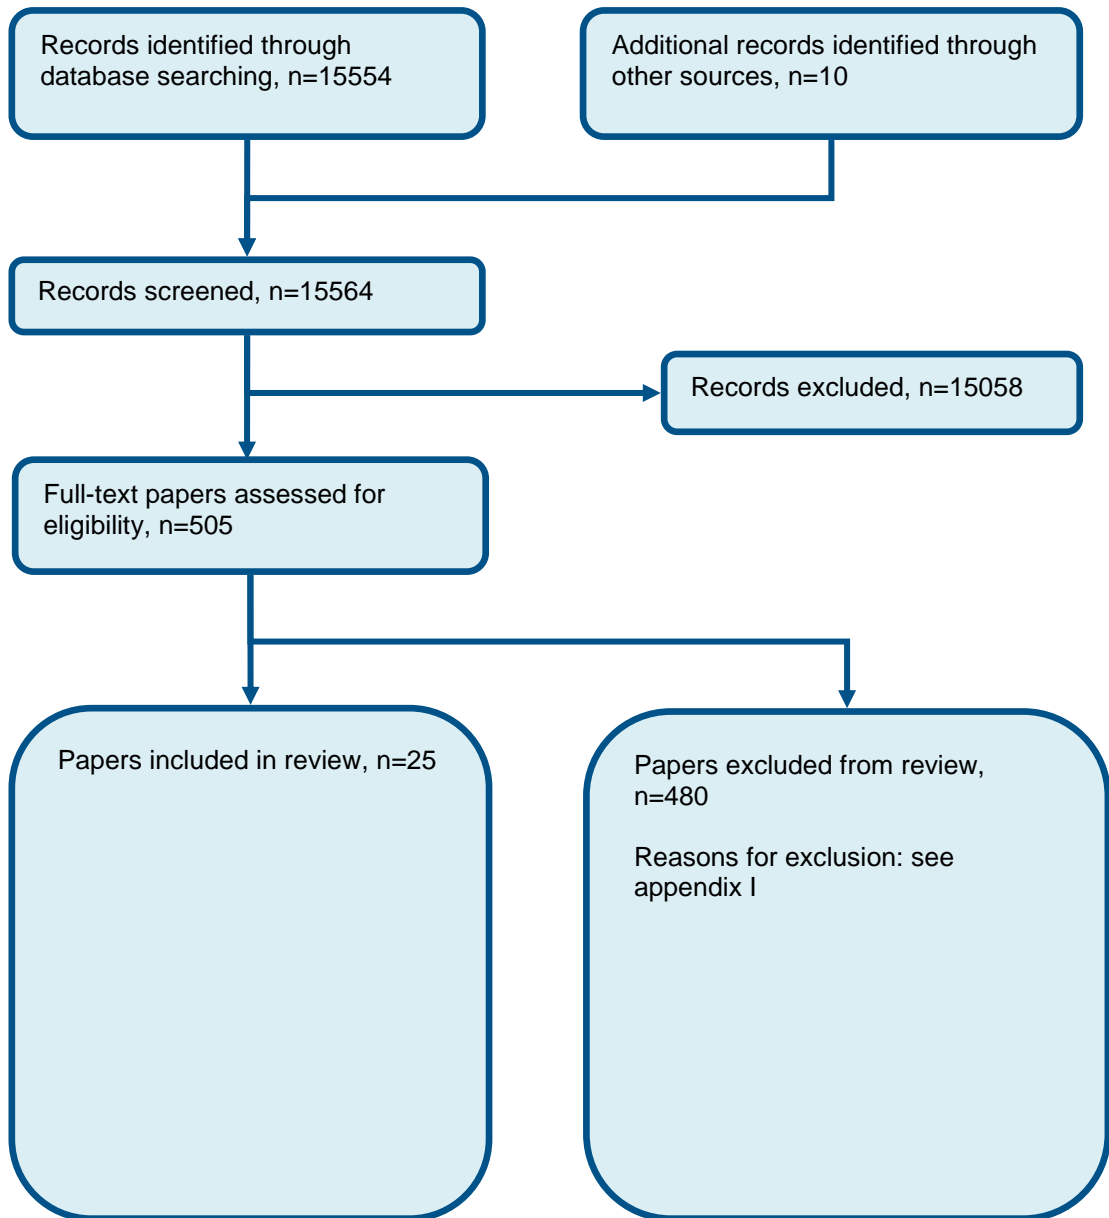 Records identified through
database searching, n=15554
Additional records identified through
other sources, n=10
Records screened, n=15564
Records excluded, n=15058
Full-text papers assessed for
eligibility, n=505
Papers included in review, n=25
Papers excluded from review,
n=480
Reasons for exclusion: see
appendix I